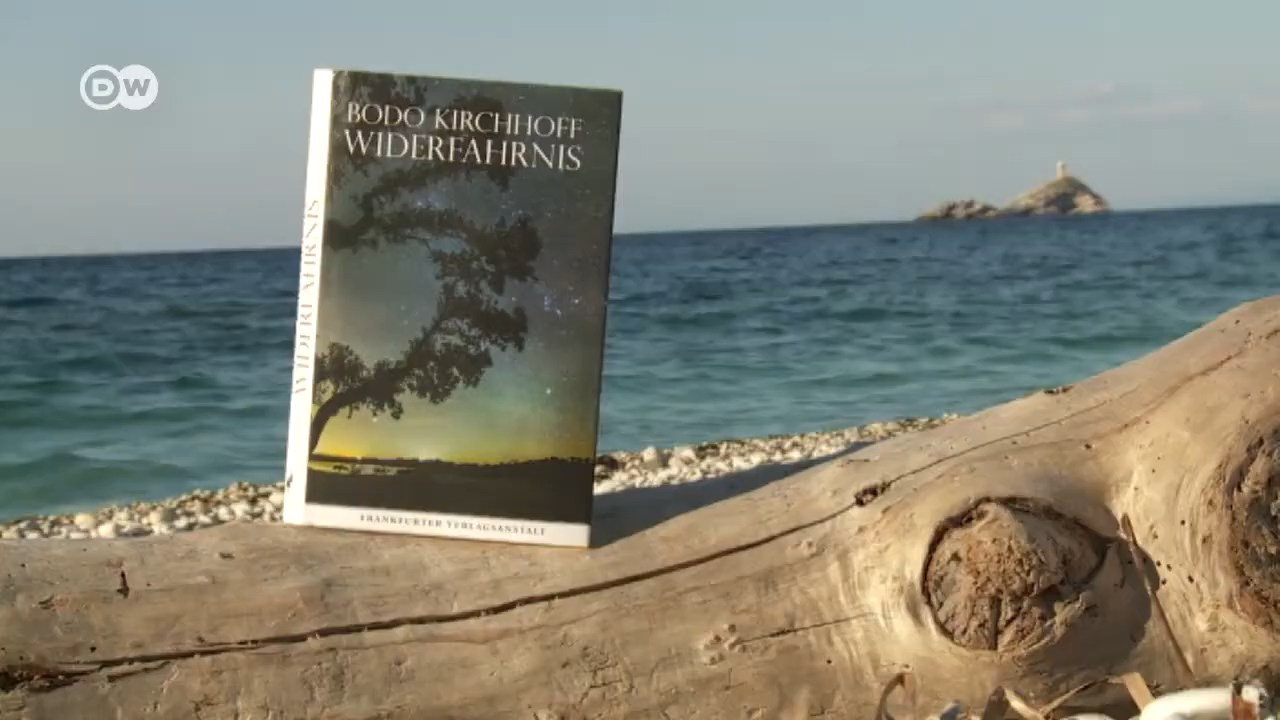 DW
BODO KIRCHHOFF
WIDERFAHRNIS
WIDERFAHRNIS
FRANKFURTER VERLAGSANSTALT